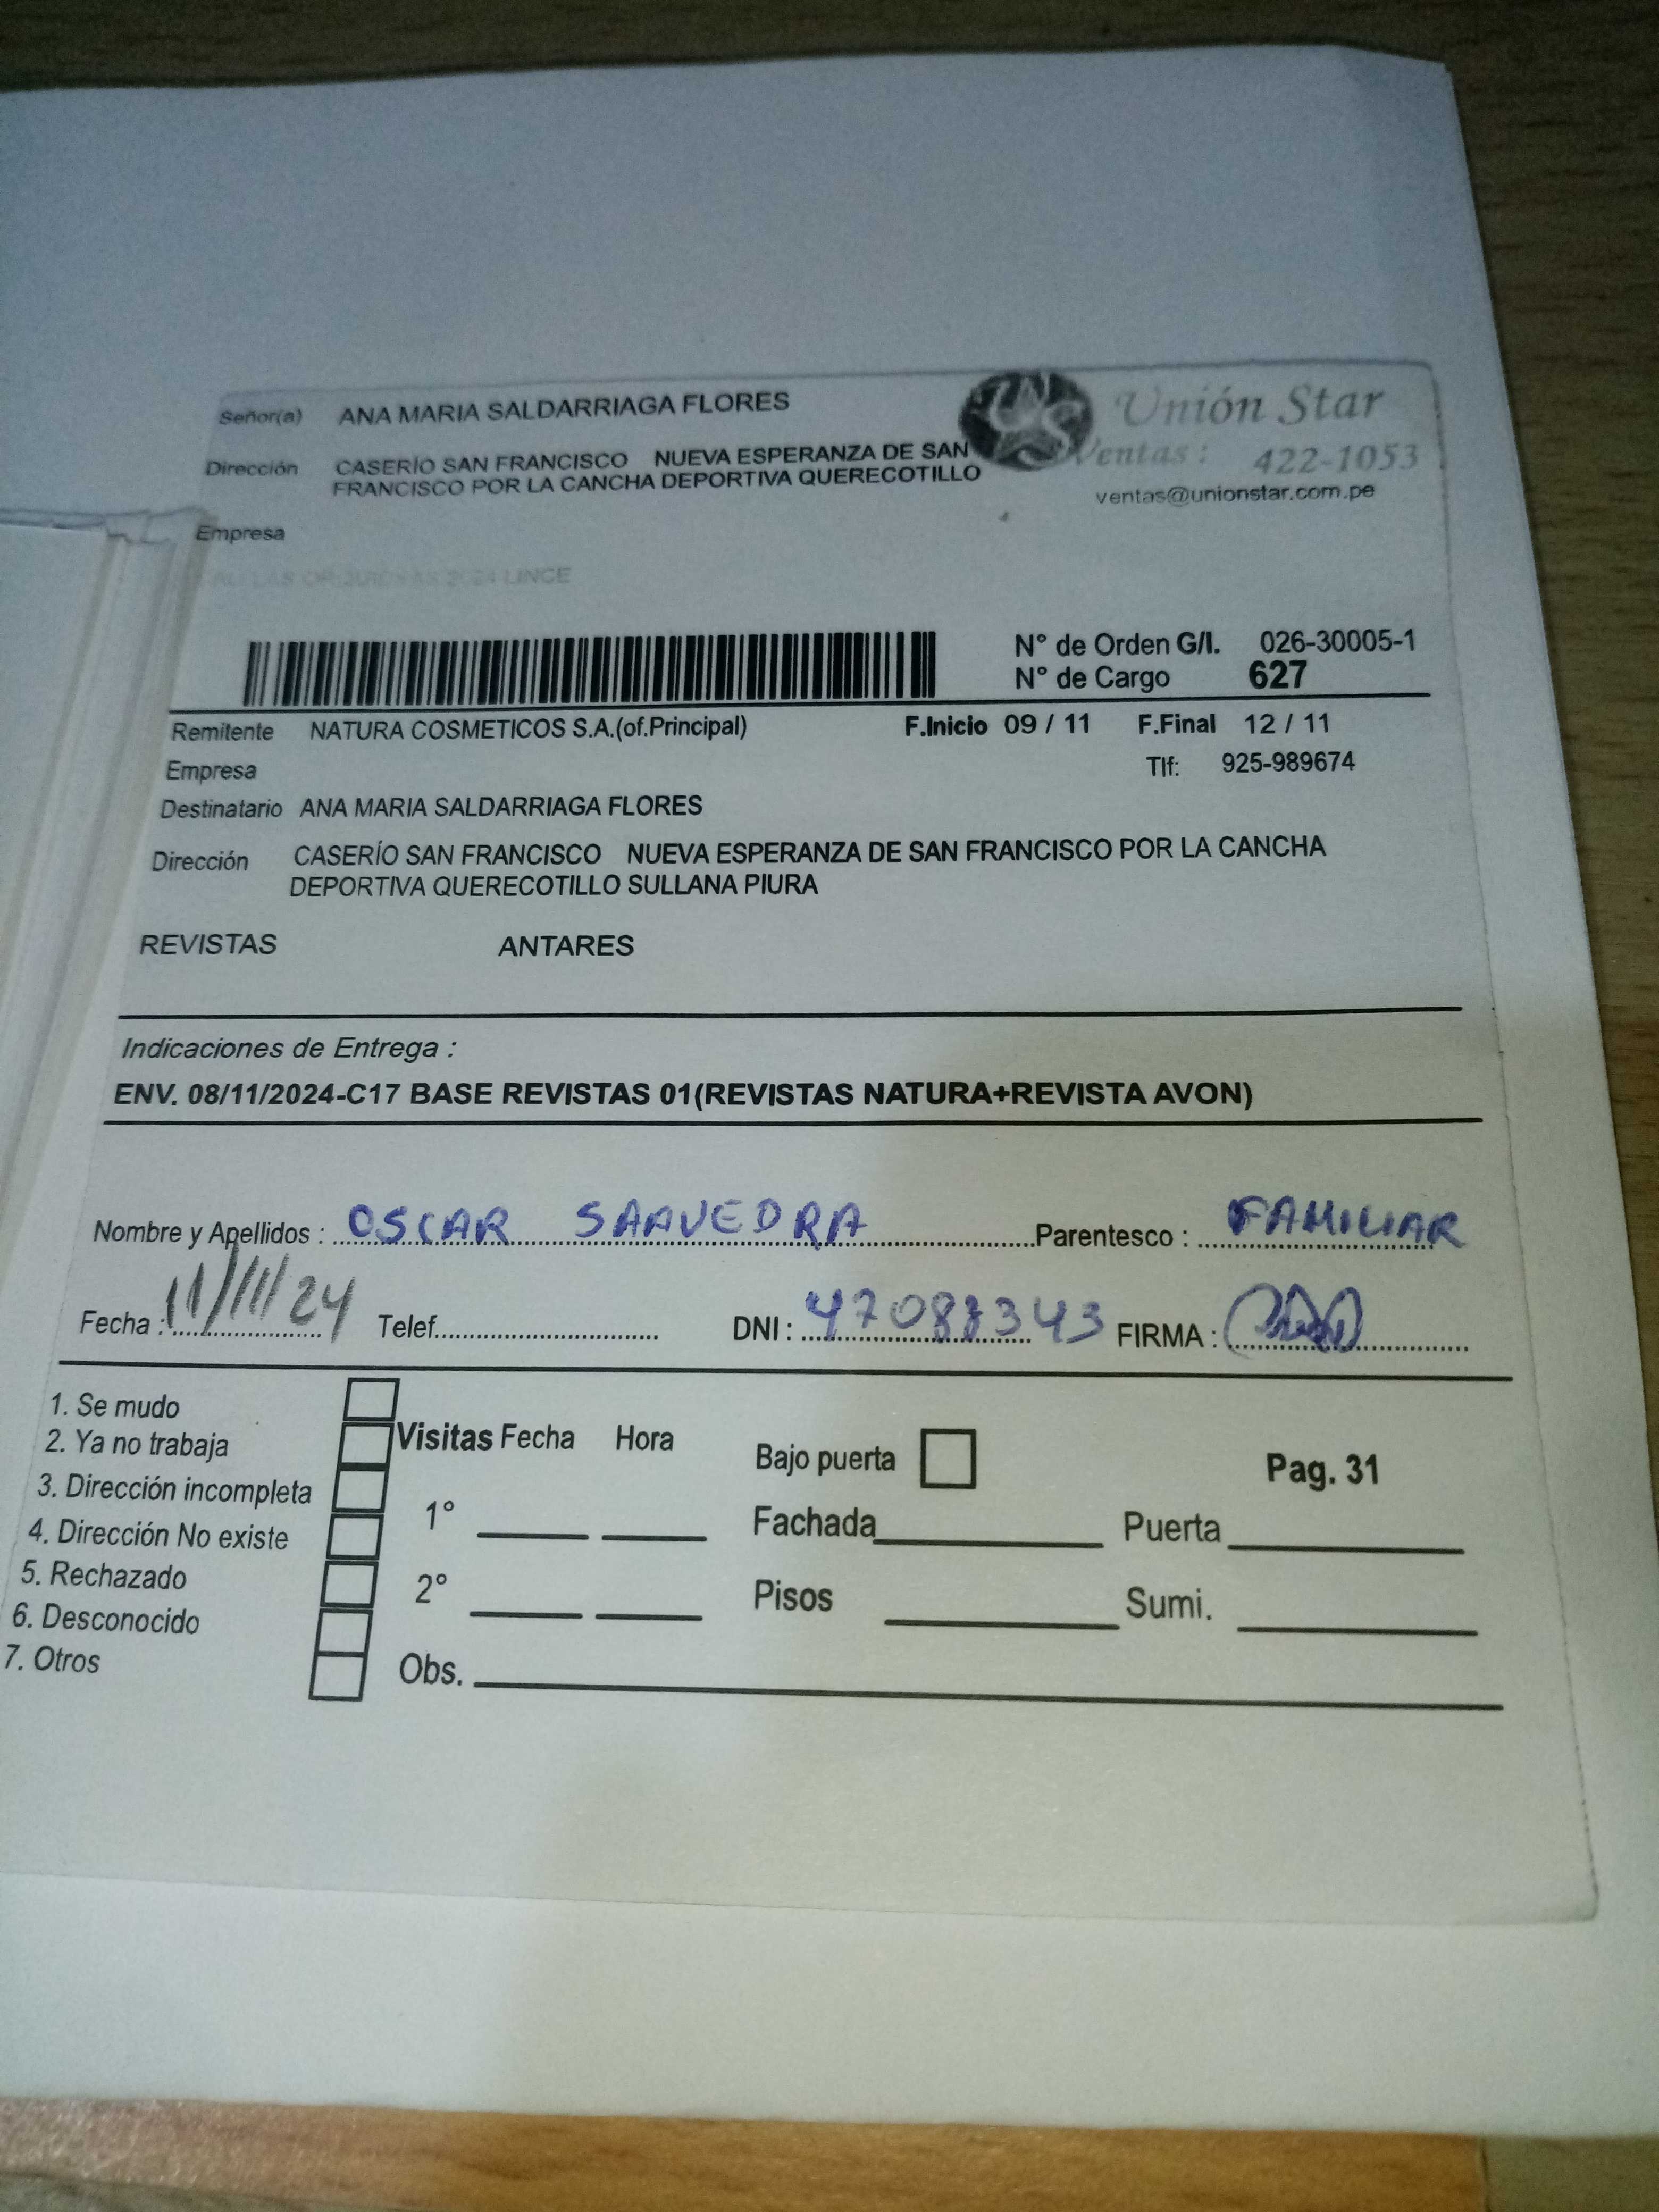 Señor(a) ANA MARIA SALDARRIAGA FLORES
Unión Star
Dirección CASERÍO SAN FRANCISCO NUEVA ESPERANZA DE SAN
FRANCISCO POR LA CANCHA DEPORTIVA QUERECOTILLO
Ventas: 422-1053
ventas@unionstar.com.pe
Empresa
LINCE
N° de Orden G/I. 026-30005-1
N° de Cargo 627
Remitente NATURA COSMETICOS S.A.(of.Principal) F.Inicio 09 / 11 F.Final 12 / 11
Empresa Tlf: 925-989674
Destinatario ANA MARIA SALDARRIAGA FLORES
Dirección CASERÍO SAN FRANCISCO NUEVA ESPERANZA DE SAN FRANCISCO POR LA CANCHA
DEPORTIVA QUERECOTILLO SULLANA PIURA
REVISTAS ANTARES
Indicaciones de Entrega :
ENV. 08/11/2024-C17 BASE REVISTAS 01(REVISTAS NATURA+REVISTA AVON)
Nombre y Apellidos : OSCAR SAAVEDRA Parentesco : FAMILIAR
Fecha : 11/11/24 Telef. DNI : 47088343 FIRMA :
1. Se mudo
2. Ya no trabaja
3. Dirección incompleta
4. Dirección No existe
5. Rechazado
6. Desconocido
7. Otros
Visitas Fecha Hora
1°
2°
Obs.
Bajo puerta
Pag. 31
Fachada Puerta
Pisos Sumi.